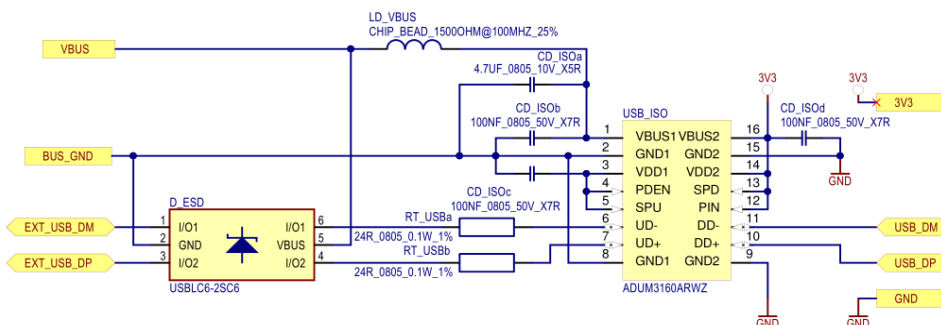 LD_VBUS
CHIP_BEAD_1500OHM@100MHZ_25%
VBUS
CD_ISOa
4.7UF_0805_10V_X5R
3V3
3V3
3V3
CD_ISOb
100NF_0805_50V_X7R
USB_ISO
CD_ISOd
100NF_0805_50V_X7R
1 VBUS1 VBUS2 16
BUS_GND
2 GND1 GND2 15
3 VDD1 VDD2 14
4 PDEN SPD 13
GND
5 SPU PIN 12
CD_ISOc
100NF_0805_50V_X7R
D_ESD
RT_USBa
EXT_USB_DM
1 I/O1 I/O1 6
24R_0805_0.1W_1%
6 UD- DD- 11
USB_DM
2 GND VBUS 5
RT_USBb
7 UD+ DD+ 10
EXT_USB_DP
3 I/O2 I/O2 4
24R_0805_0.1W_1%
8 GND1 GND2 9
USB_DP
USBLC6-2SC6
ADUM3160ARWZ
GND
GND
GND